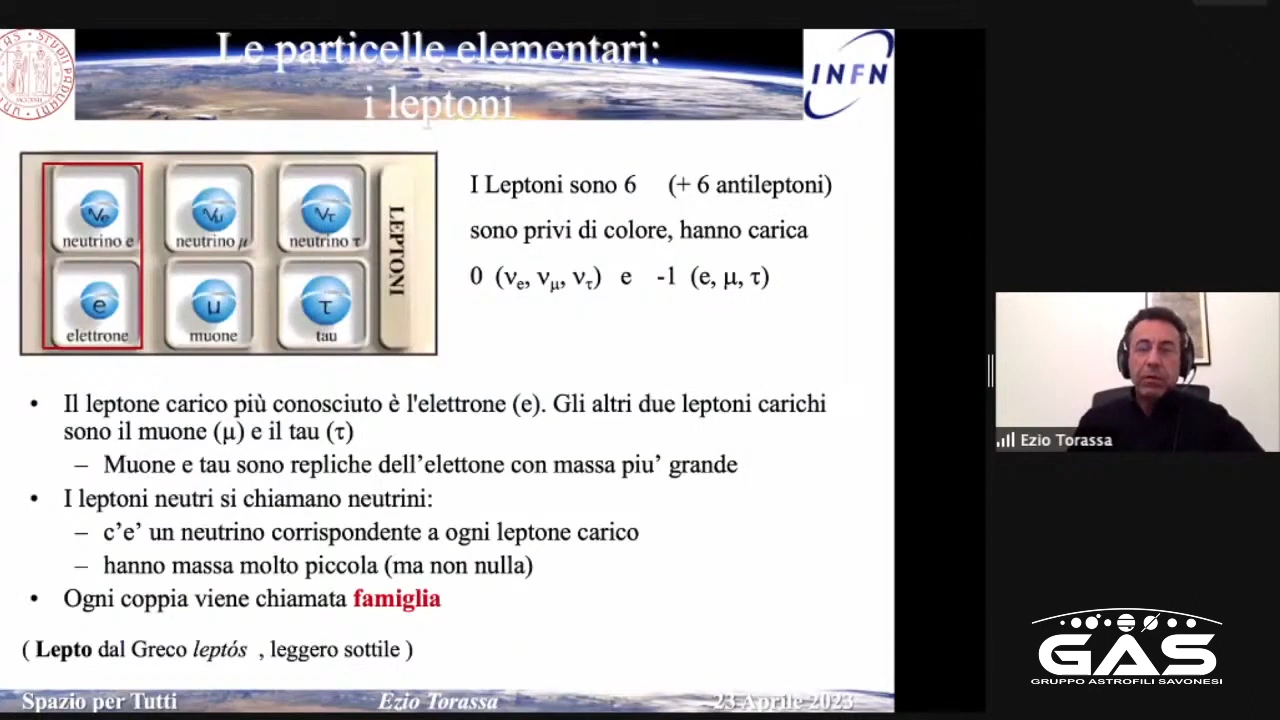 Le particelle elementari:
i leptoni
INFN
νe
νμ
ντ
neutrino e
neutrino μ
neutrino τ
e
μ
τ
elettrone
muone
tau
LEPTONI
I Leptoni sono 6 (+ 6 antileptoni)
sono privi di colore, hanno carica
0 (νe, νμ, ντ) e -1 (e, μ, τ)
• Il leptone carico più conosciuto è l'elettrone (e). Gli altri due leptoni carichi
sono il muone (μ) e il tau (τ)
– Muone e tau sono repliche dell’elettone con massa piu’ grande
• I leptoni neutri si chiamano neutrini:
– c’e’ un neutrino corrispondente a ogni leptone carico
– hanno massa molto piccola (ma non nulla)
• Ogni coppia viene chiamata famiglia
( Lepto dal Greco leptós , leggero sottile )
Spazio per Tutti
Ezio Torassa
23 Aprile 2023
Ezio Torassa
GAS
GRUPPO ASTROFILI SAVONESI